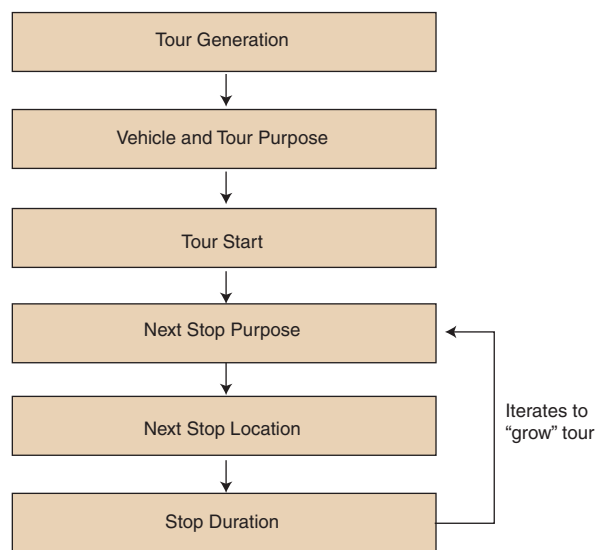 Tour Generation
Vehicle and Tour Purpose
Tour Start
Next Stop Purpose
Next Stop Location
Stop Duration
Iterates to
“grow” tour